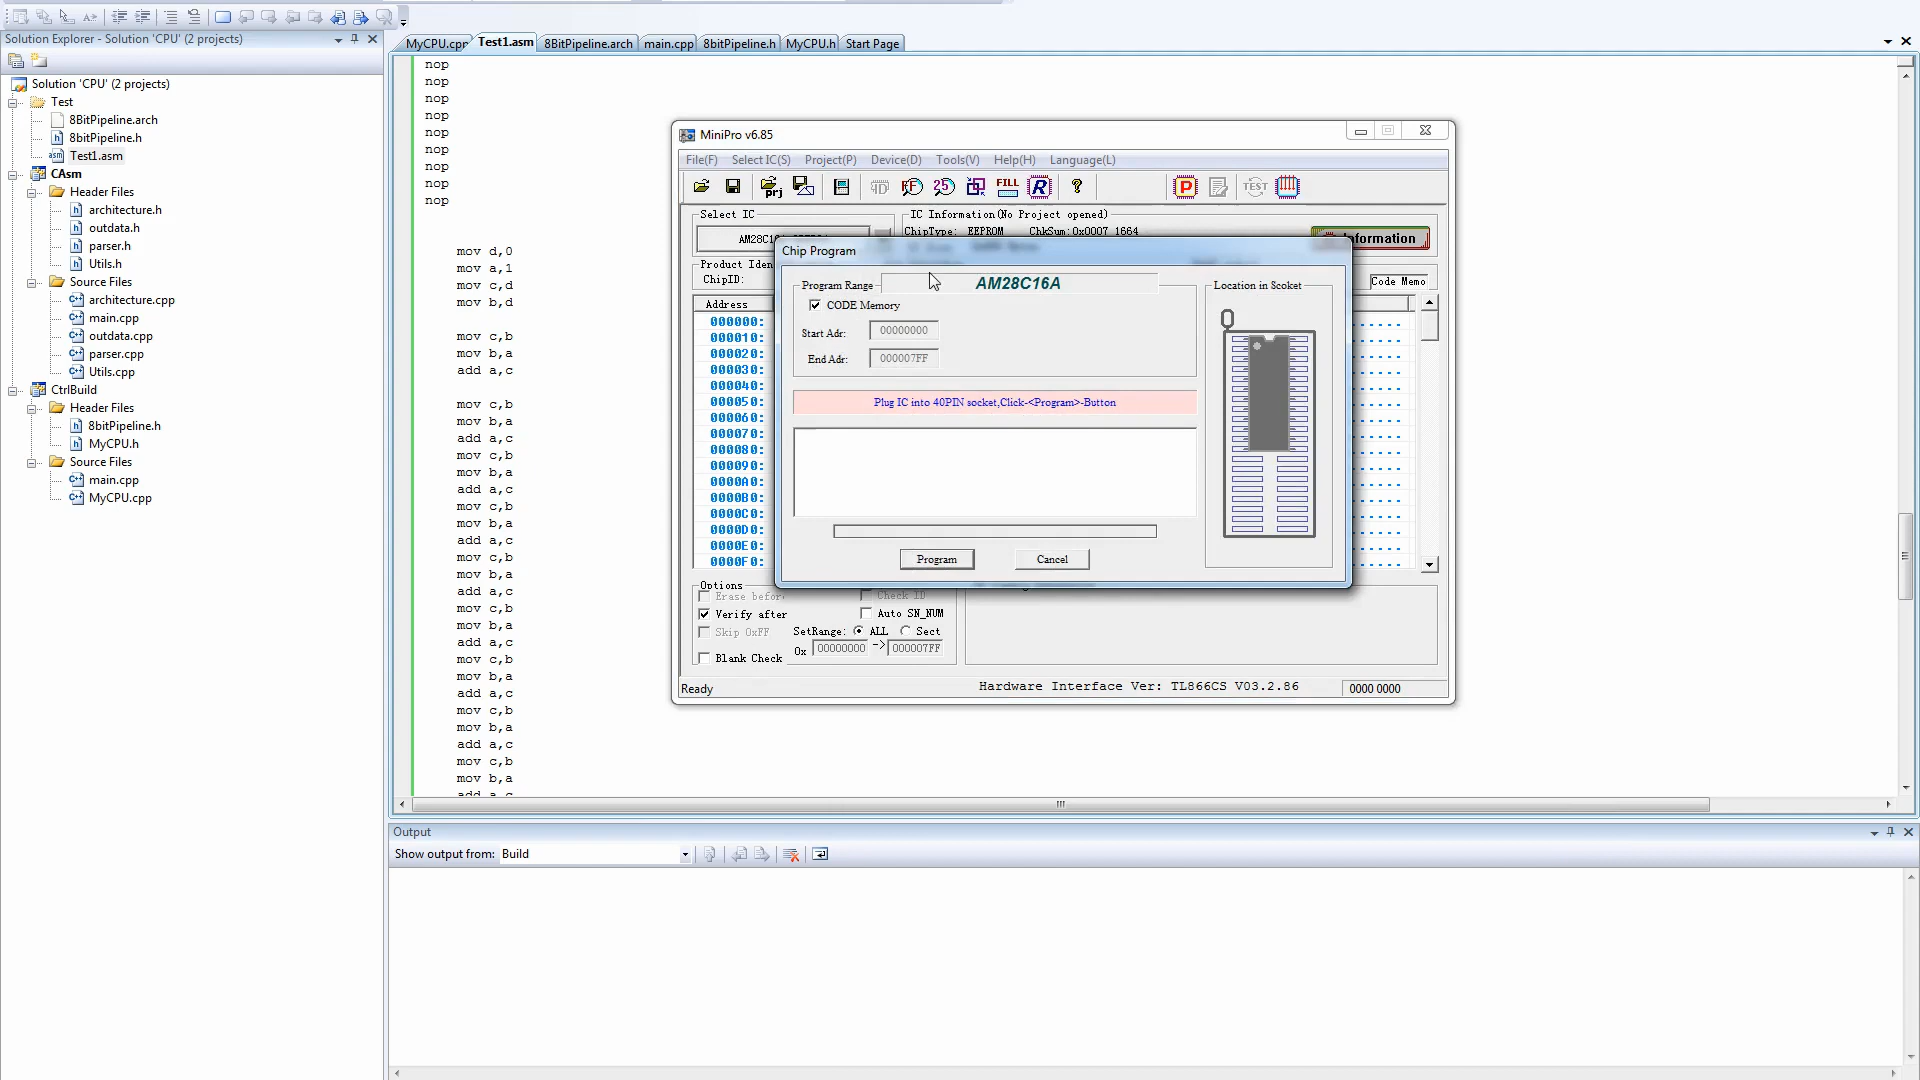 Solution Explorer - Solution 'CPU' (2 projects)
Solution 'CPU' (2 projects)
Test
8BitPipeline.arch
8bitPipeline.h
Test1.asm
CAsm
Header Files
architecture.h
outdata.h
parser.h
Utils.h
Source Files
architecture.cpp
main.cpp
outdata.cpp
parser.cpp
Utils.cpp
CtrlBuild
Header Files
8bitPipeline.h
MyCPU.h
Source Files
main.cpp
MyCPU.cpp
MyCPU.cpp Test1.asm 8BitPipeline.arch main.cpp 8bitPipeline.h MyCPU.h Start Page
nop
nop
nop
nop
nop
nop
nop
nop
nop
mov d,0
mov a,1
mov c,d
mov b,d
mov c,b
mov b,a
add a,c
mov c,b
mov b,a
add a,c
mov c,b
mov b,a
add a,c
mov c,b
mov b,a
add a,c
mov c,b
mov b,a
add a,c
mov c,b
mov b,a
add a,c
mov c,b
mov b,a
add a,c
mov c,b
mov b,a
add a,c
mov c,b
mov b,a
add a,c
MiniPro v6.85
File(F) Select IC(S) Project(P) Device(D) Tools(V) Help(H) Language(L)
prj ID FF 25 FILL R ? P TEST
Select IC
IC Information(No Project opened)
ChipType: EEPROM ChkSum:0x0007 1664
Information
ChipID:
Code Memo
Address
000000:
000010:
000020:
000030:
000040:
000050:
000060:
000070:
000080:
000090:
0000A0:
0000B0:
0000C0:
0000D0:
0000E0:
0000F0:
Chip Program
Program Range
AM28C16A
CODE Memory
Start Adr: 00000000
End Adr: 000007FF
Plug IC into 40PIN socket,Click-<Program>-Button
Program Cancel
Location in Scoket
Options
Check ID
Verify after
Auto SN_NUM
Skip 0xFF
SetRange: ALL Sect
Blank Check
0x 00000000 -> 000007FF
Ready
Hardware Interface Ver: TL866CS V03.2.86
0000 0000
Output
Show output from: Build